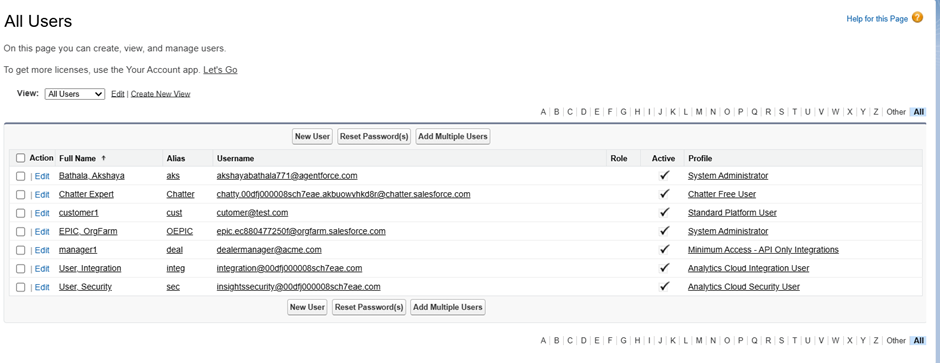 All Users
Help for this Page ?
On this page you can create, view, and manage users.
To get more licenses, use the Your Account app. Let's Go
View: All Users Edit | Create New View
A | B | C | D | E | F | G | H | I | J | K | L | M | N | O | P | Q | R | S | T | U | V | W | X | Y | Z | Other | All
New User Reset Password(s) Add Multiple Users
Action Full Name ↑ Alias Username Role Active Profile
| Edit Bathala, Akshaya aks akshayabathala771@agentforce.com System Administrator
| Edit Chatter Expert Chatter chatty.00dfj000008sch7eae.akbuowvhkd8r@chatter.salesforce.com Chatter Free User
| Edit customer1 cust cutomer@test.com Standard Platform User
| Edit EPIC, OrgFarm OEPIC epic.ec8804477250f@orgfarm.salesforce.com System Administrator
| Edit manager1 deal dealermanager@acme.com Minimum Access - API Only Integrations
| Edit User, Integration integ integration@00dfj000008sch7eae.com Analytics Cloud Integration User
| Edit User, Security sec insightssecurity@00dfj000008sch7eae.com Analytics Cloud Security User
New User Reset Password(s) Add Multiple Users
A | B | C | D | E | F | G | H | I | J | K | L | M | N | O | P | Q | R | S | T | U | V | W | X | Y | Z | Other | All